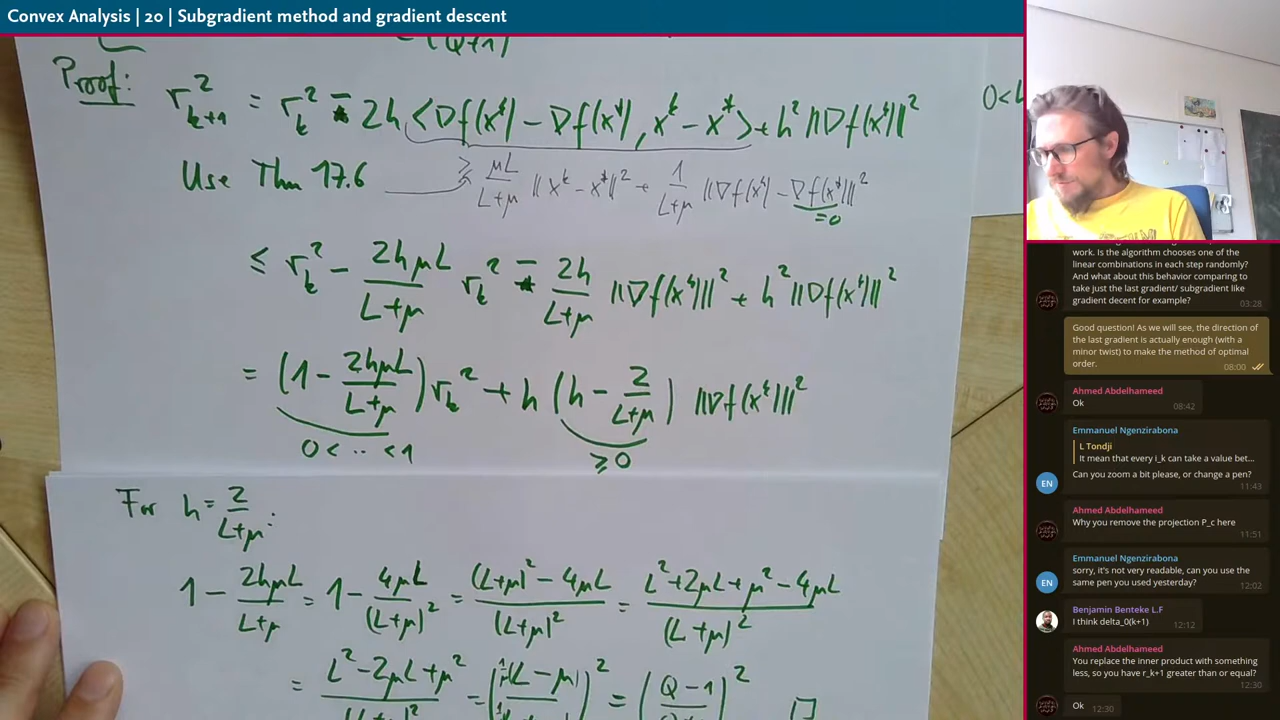 Convex Analysis | 20 | Subgradient method and gradient descent
(Q+1)
Proof: r_{k+1}^2 = r_k^2 - 2h <∇f(x^k) - ∇f(x^*), x^k - x^*> + h^2 ||∇f(x^k)||^2
0<h
Use Thm 17.6 ≥ μL/(L+μ) ||x^k - x^*||^2 + 1/(L+μ) ||∇f(x^k) - ∇f(x^*)||^2
=0
≤ r_k^2 - 2hμL/(L+μ) r_k^2 - 2h/(L+μ) ||∇f(x^k)||^2 + h^2 ||∇f(x^k)||^2
= (1 - 2hμL/(L+μ)) r_k^2 + h (h - 2/(L+μ)) ||∇f(x^k)||^2
0 < .. < 1 ≥0
For h = 2/(L+μ):
1 - 2hμL/(L+μ) = 1 - 4μL/(L+μ)^2 = ((L+μ)^2 - 4μL)/(L+μ)^2 = (L^2+2μL+μ^2-4μL)/(L+μ)^2
= (L^2-2μL+μ^2)/(L+μ)^2 = ( (L-μ) )^2 = ( Q-1 )^2 □
work. Is the algorithm chooses one of the
linear combinations in each step randomly?
And what about this behavior comparing to
take just the last gradient/ subgradient like
gradient decent for example?
03:28
Good question! As we will see, the direction of
the last gradient is actually enough (with a
minor twist) to make the method of optimal
order.
08:00
Ahmed Abdelhameed
Ok
08:42
Emmanuel Ngenzirabona
L Tondji
It mean that every i_k can take a value bet...
Can you zoom a bit please, or change a pen?
EN
11:43
Ahmed Abdelhameed
Why you remove the projection P_c here
11:51
Emmanuel Ngenzirabona
sorry, it's not very readable, can you use the
same pen you used yesterday?
EN
12:02
Benjamin Benteke L.F
I think delta_0(k+1)
12:12
Ahmed Abdelhameed
You replace the inner product with something
less, so you have r_k+1 greater than or equal?
12:30
Ok
12:30